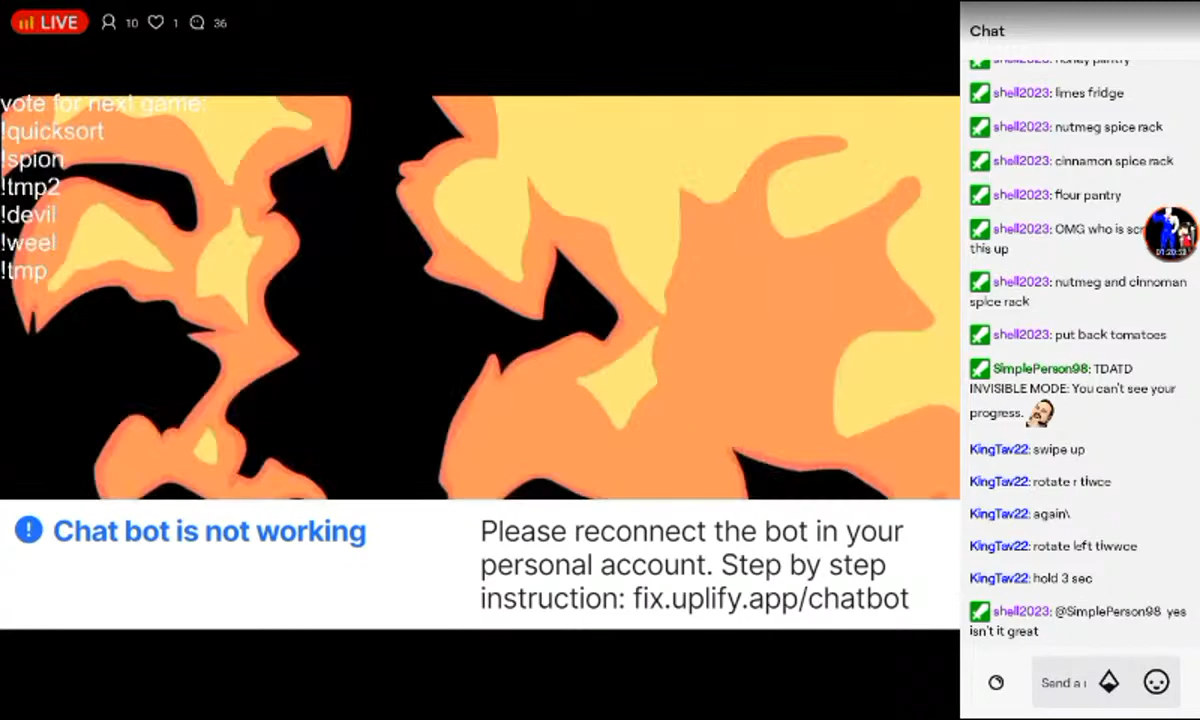 LIVE 10 1 36
vote for next game:
!quicksort
!spion
!tmp2
!devil
!weel
!tmp
Chat bot is not working
Please reconnect the bot in your
personal account. Step by step
instruction: fix.uplify.app/chatbot
Chat
shell2023: honey pantry
shell2023: limes fridge
shell2023: nutmeg spice rack
shell2023: cinnamon spice rack
shell2023: flour pantry
shell2023: OMG who is
this up
shell2023: nutmeg and cinnoman
spice rack
shell2023: put back tomatoes
SimplePerson98: TDATD
INVISIBLE MODE: You can't see your
progress.
KingTav22: swipe up
KingTav22: rotate r tiwce
KingTav22: again\
KingTav22: rotate left tiwwce
KingTav22: hold 3 sec
shell2023: @SimplePerson98 yes
isn't it great
Send a